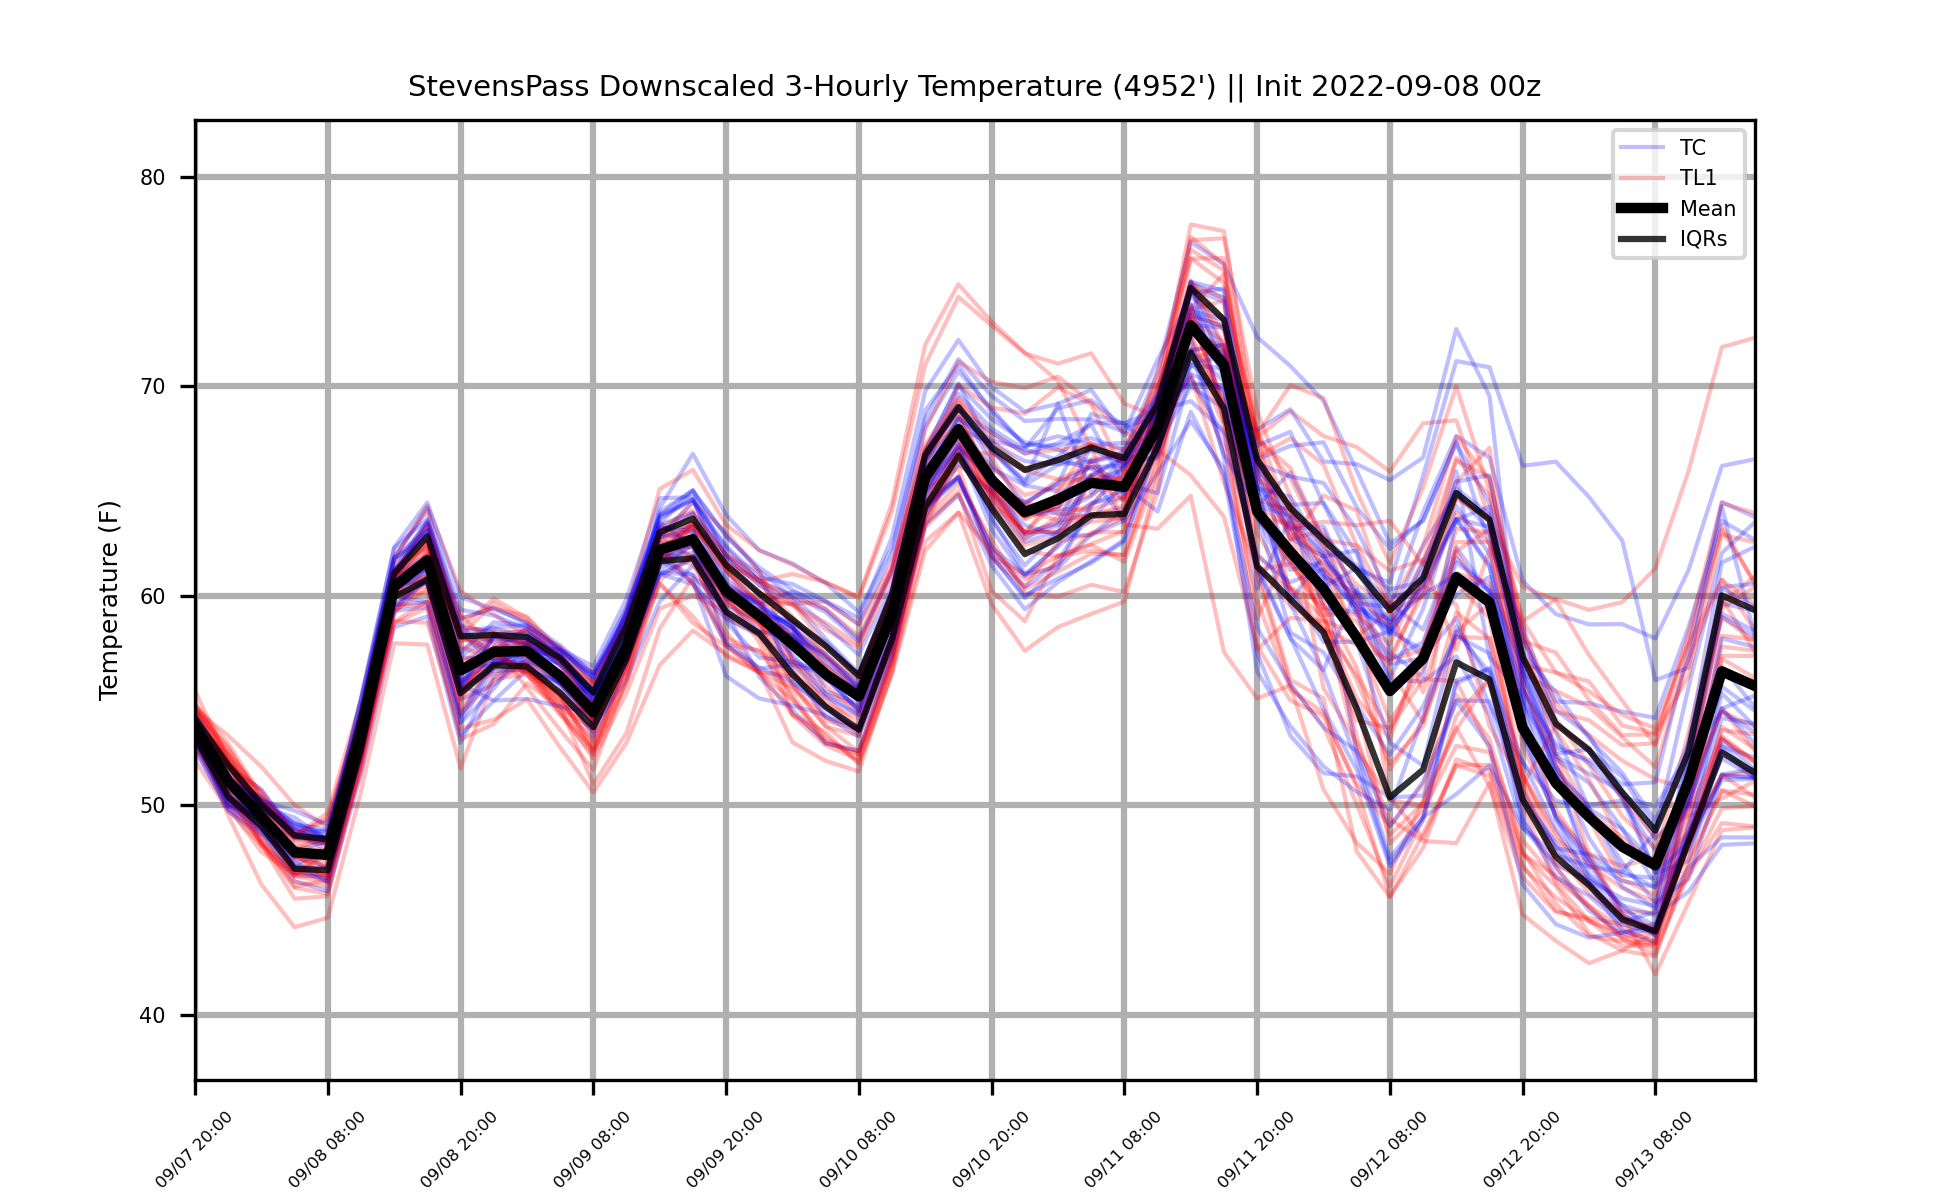 StevensPass Downscaled 3-Hourly Temperature (4952') || Init 2022-09-08 00z
TC
TL1
Mean
IQRs
Temperature (F)
80
70
60
50
40
09/07 20:00
09/08 08:00
09/08 20:00
09/09 08:00
09/09 20:00
09/10 08:00
09/10 20:00
09/11 08:00
09/11 20:00
09/12 08:00
09/12 20:00
09/13 08:00